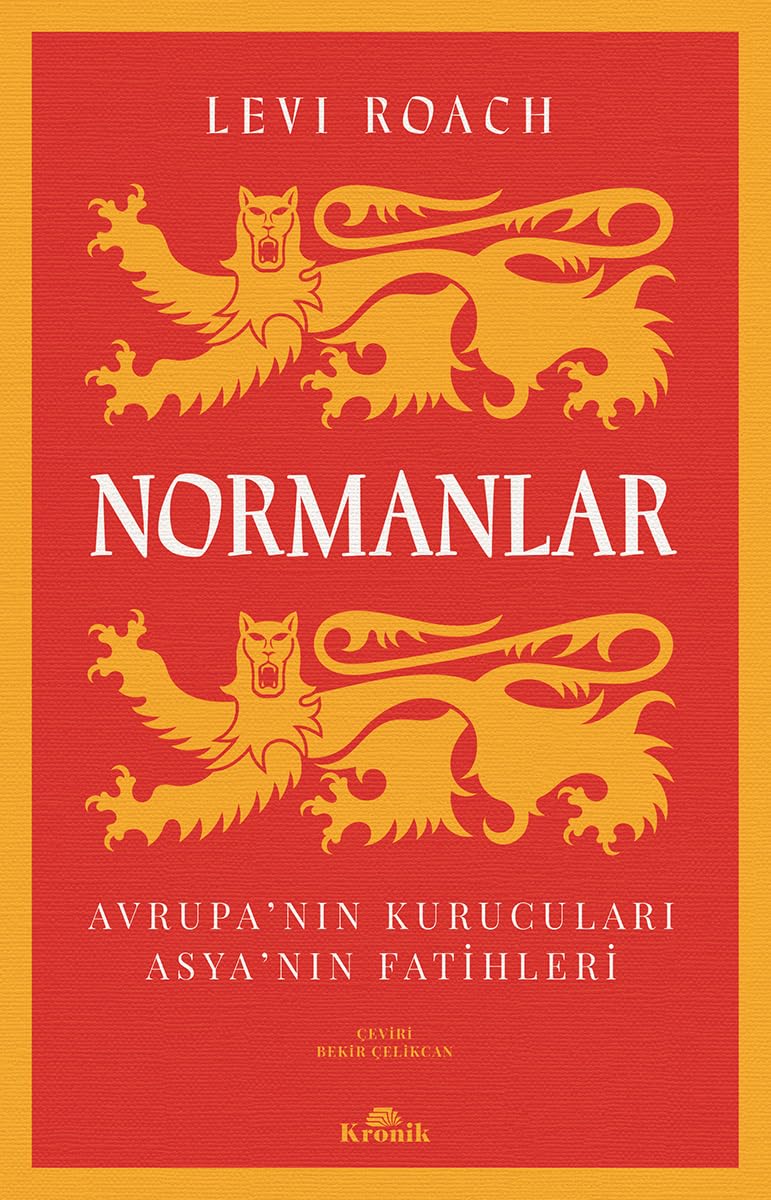 LEVI ROACH
NORMANLAR
AVRUPA’NIN KURUCULARI
ASYA’NIN FATİHLERİ
ÇEVİRİ
BEKİR ÇELİKCAN
Kronik